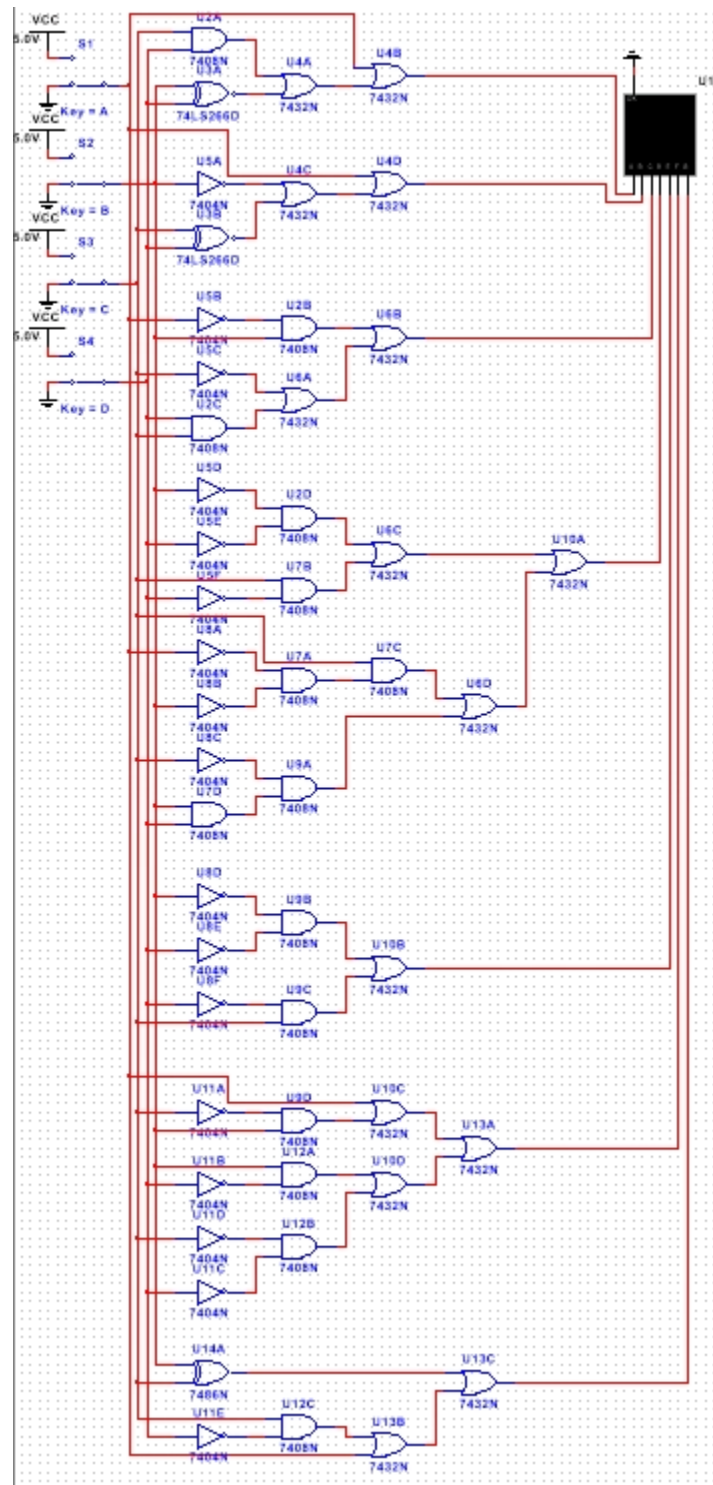 VCC
5.0V
S1
Key = A
VCC
5.0V
S2
Key = B
VCC
5.0V
S3
Key = C
VCC
5.0V
S4
Key = D
U2A
7408N
U3A
74LS266D
U4A
7432N
U4B
7432N
U1
U5A
7404N
U3B
74LS266D
U4C
7432N
U4D
7432N
U5B
7404N
U2B
7408N
U6B
7432N
U5C
7404N
U6A
7432N
U2C
7408N
U5D
7404N
U2D
7408N
U5E
7404N
U6C
7432N
U10A
7432N
U7B
7408N
U5F
7404N
U8A
7404N
U7A
7408N
U7C
7408N
U8B
7404N
U6D
7432N
U8C
7404N
U9A
7408N
U7D
7408N
U8D
7404N
U9B
7408N
U8E
7404N
U10B
7432N
U8F
7404N
U9C
7408N
U11A
7404N
U9D
7408N
U10C
7432N
U13A
7432N
U11B
7404N
U12A
7408N
U10D
7432N
U11D
7404N
U12B
7408N
U11C
7404N
U14A
7486N
U13C
7432N
U11E
7404N
U12C
7408N
U13B
7432N